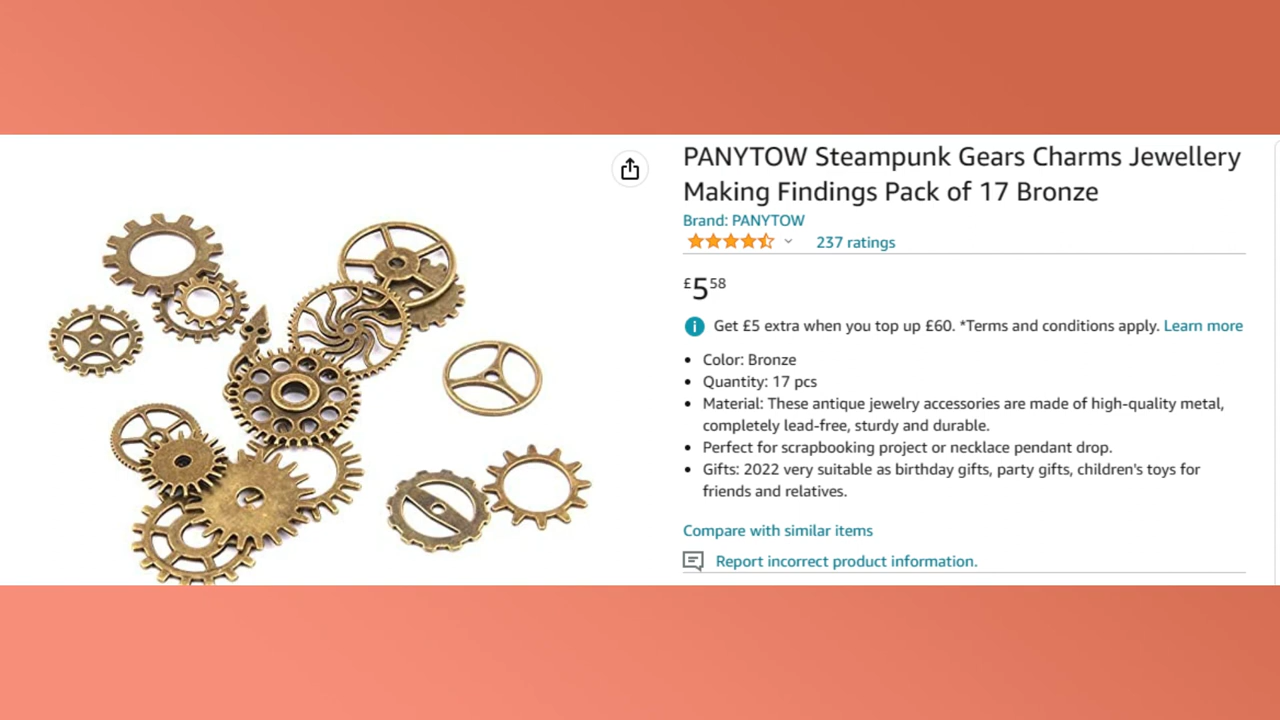 PANYTOW Steampunk Gears Charms Jewellery
Making Findings Pack of 17 Bronze
Brand: PANYTOW
237 ratings
£5 58
Get £5 extra when you top up £60. *Terms and conditions apply. Learn more
• Color: Bronze
• Quantity: 17 pcs
• Material: These antique jewelry accessories are made of high-quality metal,
completely lead-free, sturdy and durable.
• Perfect for scrapbooking project or necklace pendant drop.
• Gifts: 2022 very suitable as birthday gifts, party gifts, children's toys for
friends and relatives.
Compare with similar items
Report incorrect product information.